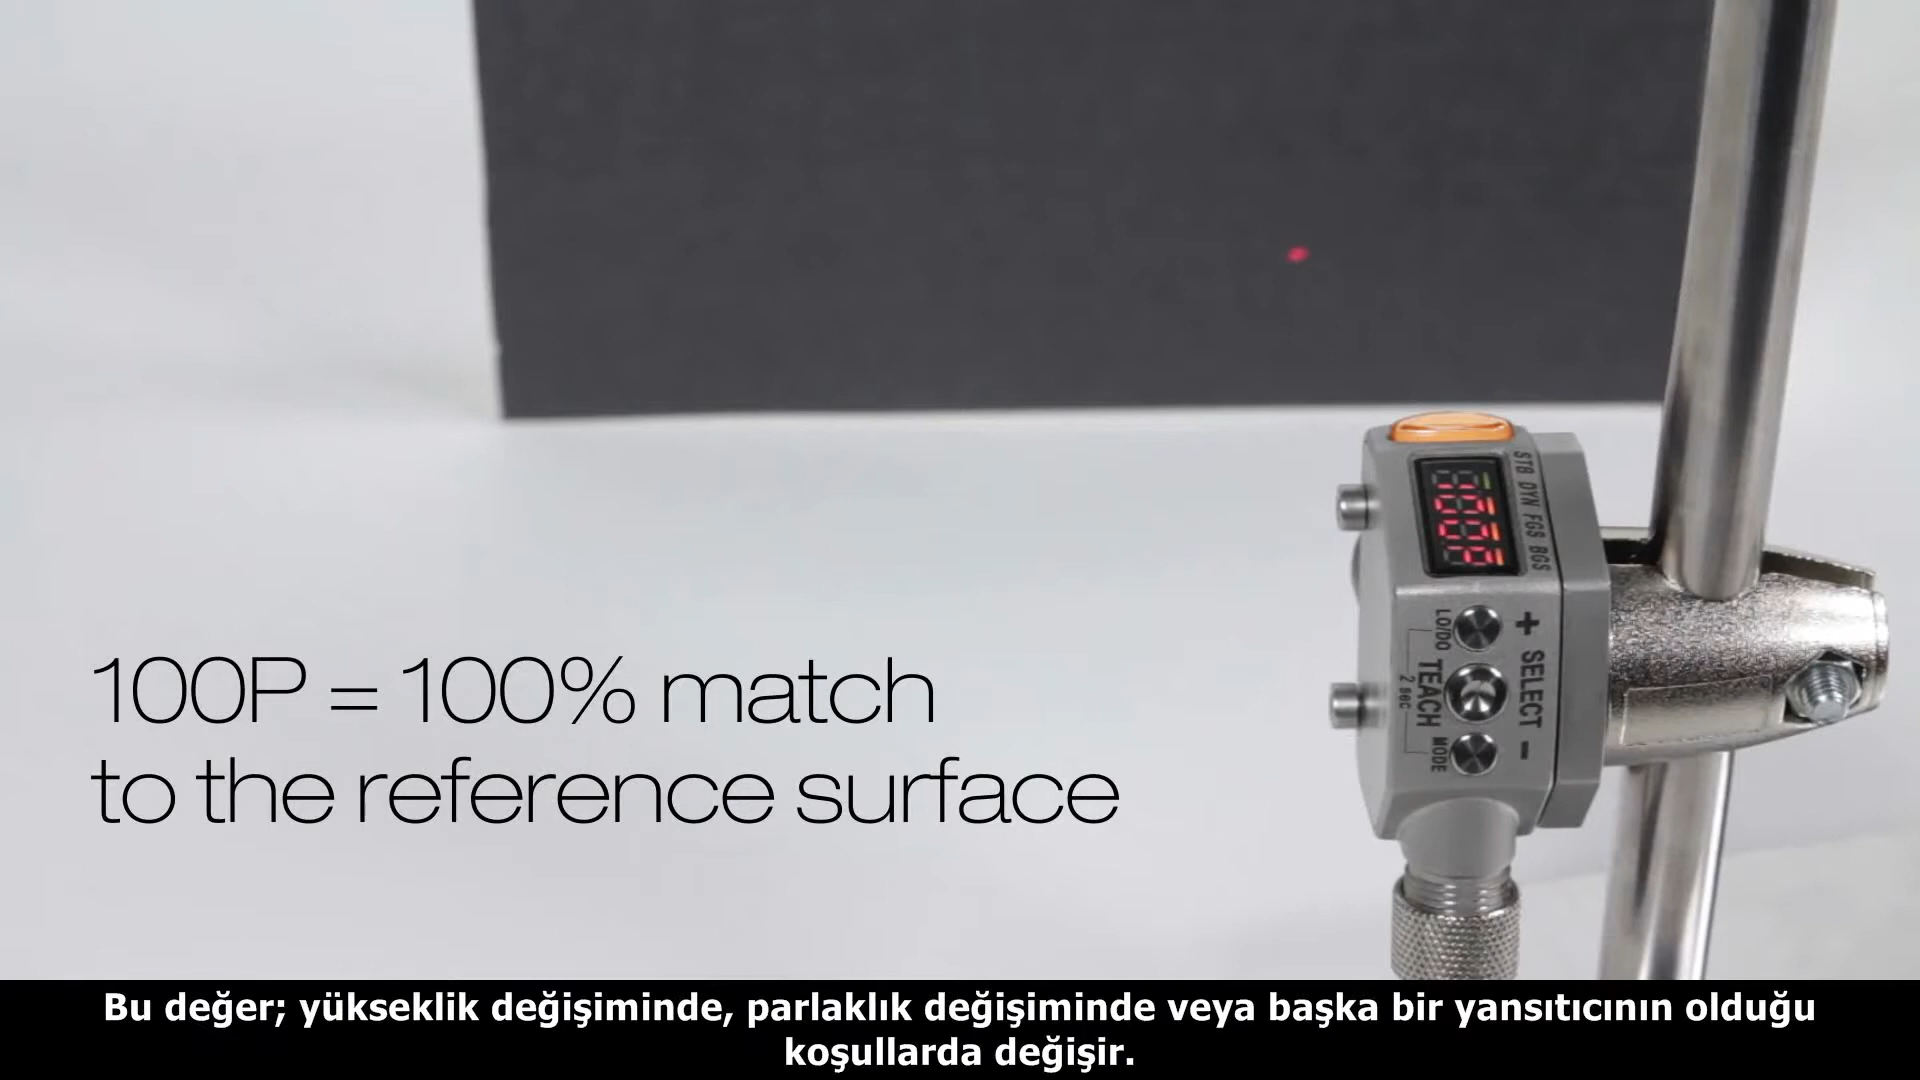 100P = 100% match
to the reference surface
100P
STB DYN FGS BGS
+ SELECT -
LO/DO
TEACH
2 sec
MODE
Bu değer; yükseklik değişiminde, parlaklık değişiminde veya başka bir yansıtıcının olduğu
koşullarda değişir.